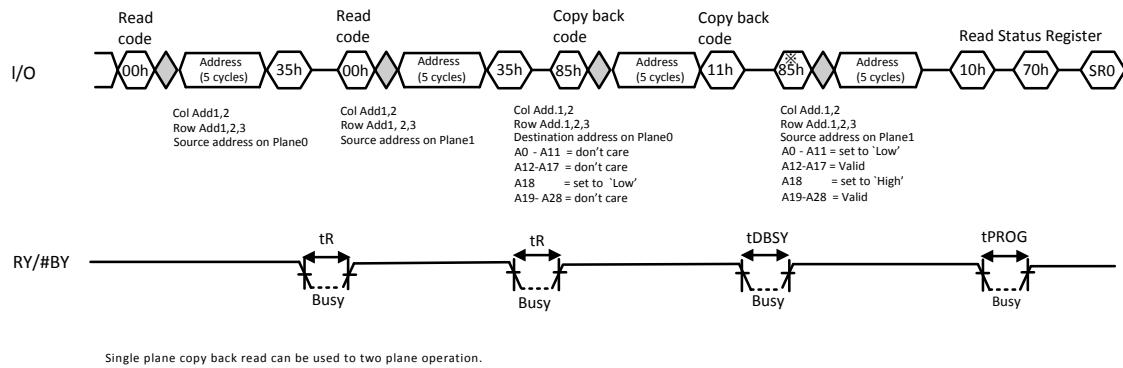 Read code
Read code
Copy back code
Copy back code
Read Status Register
I/O
00h
Address (5 cycles)
35h
00h
Address (5 cycles)
35h
85h
Address (5 cycles)
11h
※
85h
Address (5 cycles)
10h
70h
SR0
Col Add1,2
Row Add1,2,3
Source address on Plane0
Col Add1,2
Row Add1, 2,3
Source address on Plane1
Col Add.1,2
Row Add.1,2,3
Destination address on Plane0
A0 - A11 = don't care
A12-A17 = don't care
A18 = set to `Low'
A19- A28 = don't care
Col Add.1,2
Row Add.1,2,3
Source address on Plane1
A0 - A11 = set to `Low'
A12-A17 = Valid
A18 = set to `High'
A19-A28 = Valid
RY/#BY
tR
Busy
tR
Busy
tDBSY
Busy
tPROG
Busy
Single plane copy back read can be used to two plane operation.